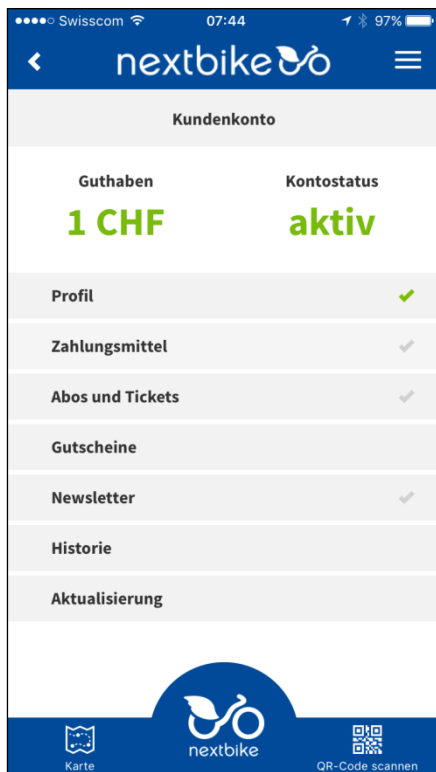 Swisscom 07:44 97%
nextbike
Kundenkonto
Guthaben Kontostatus
1 CHF aktiv
Profil
Zahlungsmittel
Abos und Tickets
Gutscheine
Newsletter
Historie
Aktualisierung
nextbike
Karte QR-Code scannen